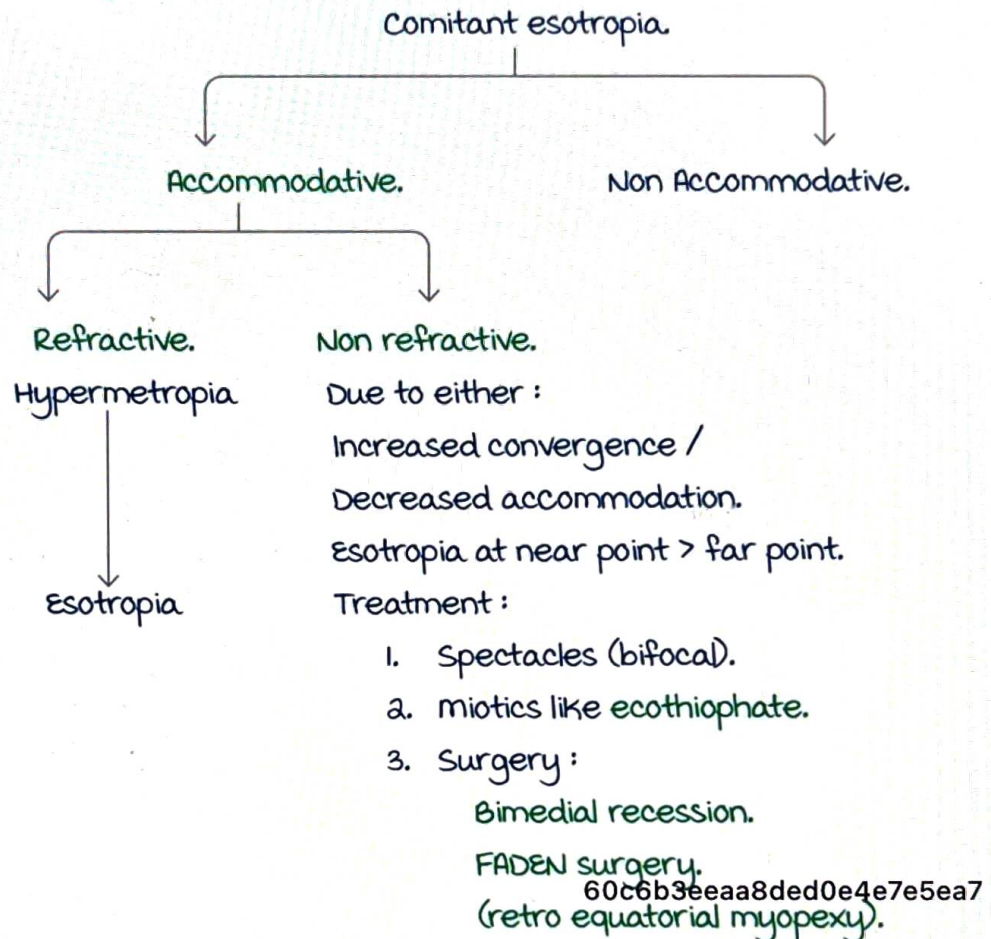 Comitant esotropia.
Accommodative.
Non Accommodative.
Refractive.
Hypermetropia
Esotropia
Non refractive.
Due to either :
Increased convergence /
Decreased accommodation.
Esotropia at near point > far point.
Treatment :
1. Spectacles (bifocal).
2. miotics like ecothiophate.
3. Surgery :
Bimedial recession.
FADEN surgery.
60c6b3eeaa8ded0e4e7e5ea7
(retro equatorial myopexy).